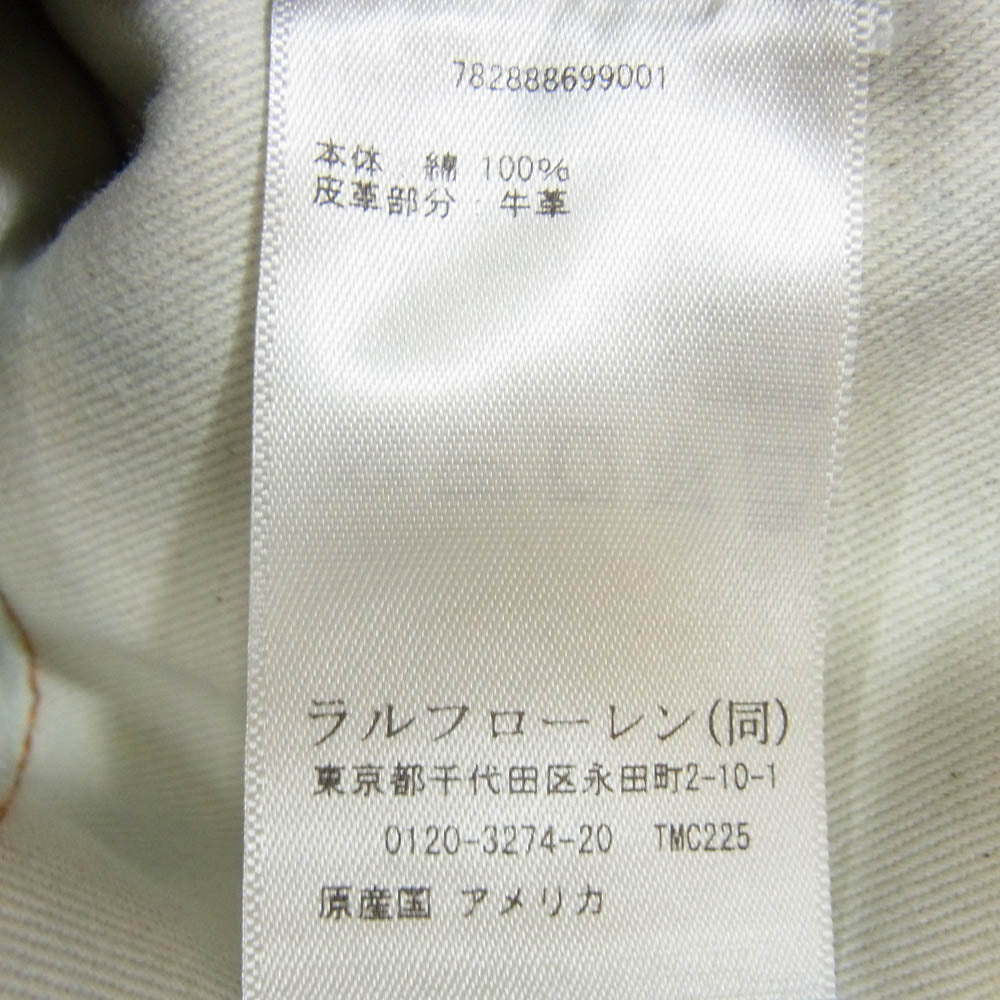 782888699001
本体 綿 100%
皮革部分 牛革
ラルフローレン(同)
東京都千代田区永田町2-10-1
0120-3274-20 TMC225
原産国 アメリカ